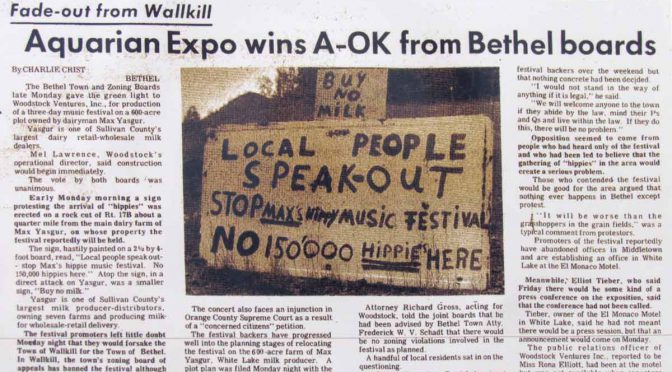 Fade-out from Wallkill
Aquarian Expo wins A-OK from Bethel boards
By CHARLIE CRIST
BETHEL
The Bethel Town and Zoning Boards
late Monday gave the green light to
Woodstock Ventures, Inc., for production
of a three-day music festival on a 600-acre
plot owned by dairyman Max Yasgur.
Yasgur is one of Sullivan County's
largest dairy retail-wholesale milk
dealers.
Mel Lawrence, Woodstock's
operational director, said construction
would begin immediately.
The vote by both boards was
unanimous.
Early Monday morning a sign
protesting the arrival of "hippies" was
erected on a rock cut of Rt. 17B about a
quarter mile from the main dairy farm of
Max Yasgur, on whose property the
festival reportedly will be held.
The sign, hastily painted on a 2½ by 4-
foot board, read, "Local people speak out-
- stop Max's hippie music festival. No
150,000 hippies here." Atop the sign, in a
direct attack on Yasgur, was a smaller
sign, "Buy no milk."
Yasgur is one of Sullivan County's
largest milk producer-distributors,
owning seven farms and producing milk
for wholesale-retail delivery.
The festival promoters left little doubt
Monday night that they would forsake the
Town of Wallkill for the Town of Bethel.
In Wallkill, the town's zoning board of
appeals has banned the festival although
BUY
NO
MILK
LOCAL PEOPLE
SPEAK-OUT
STOP MAX'S HIPPY MUSIC FESTIVAL
NO 150'000 HIPPIES HERE
The concert also faces an injunction in
Orange County Supreme Court as a result
of a "concerned citizens" petition.
The festival backers have progressed
well into the planning stages of relocating
the festival on the 600-acre farm of Max
Yasgur, White Lake milk producer. A
plot plan was filed Monday night with the
Attorney Richard Gross, acting for
Woodstock, told the joint boards that he
had been advised by Bethel Town Atty.
Frederick W. V. Schadt that there would
be no zoning violations involved in the
festival as planned.
A handful of local residents sat in on the
questioning.
festival backers over the weekend but
that nothing concrete had been decided.
"I would not stand in the way of
anything if it is legal," he said.
"We will welcome anyone to the town
if they abide by the law, mind their P's
and Qs and live within the law. If they do
this, there will be no problem."
Opposition seemed to come from
people who had heard only of the festival
and who had been led to believe that the
gathering of "hippies" in the area would
create a serious problem.
Those who contended the festival
would be good for the area argued that
nothing ever happens in Bethel except
protest.
"It will be worse than the
grasshoppers in the grain fields," was a
typical comment from protestors.
Promoters of the festival reportedly
have abandoned offices in Middletown
and are establishing an office in White
Lake at the El Monaco Motel.
Meanwhile, Elliot Tieber, who said
Friday there would be some kind of a
press conference on the exposition, said
that the conference had not been called.
Tieber, owner of the El Monaco Motel
in White Lake, said he had not meant
there would be a press session, but that an
announcement would come on Monday.
The public relations officer of
Woodstock Ventures Inc., reported to be
Miss Rona Elliott, had been at the motel